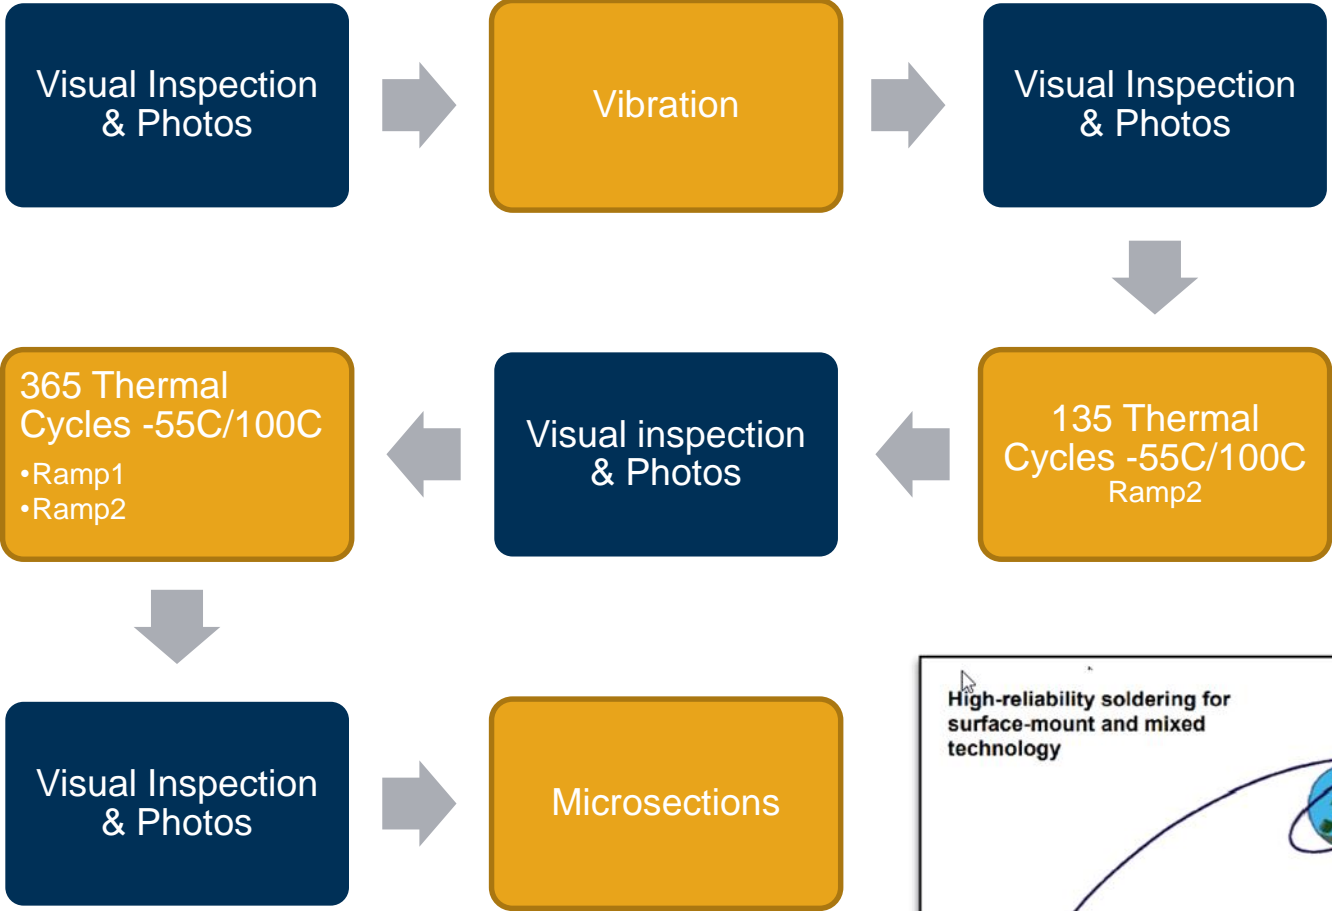 Visual Inspection
& Photos
Vibration
Visual Inspection
& Photos
135 Thermal
Cycles -55C/100C
Ramp2
Visual inspection
& Photos
365 Thermal
Cycles -55C/100C
•Ramp1
•Ramp2
Visual Inspection
& Photos
Microsections
High-reliability soldering for
surface-mount and mixed
technology